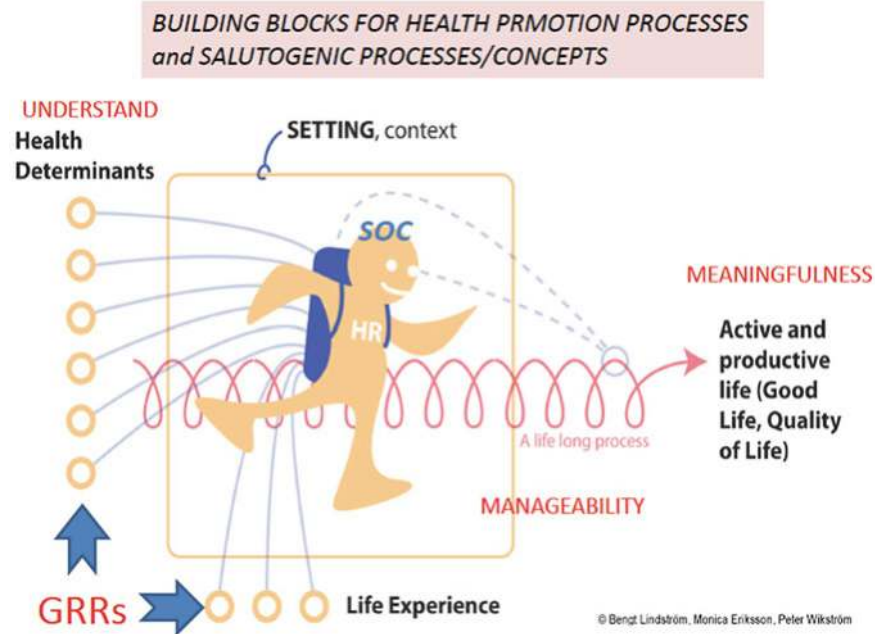 BUILDING BLOCKS FOR HEALTH PRMOTION PROCESSES
and SALUTOGENIC PROCESSES/CONCEPTS
UNDERSTAND
Health
Determinants
SETTING, context
SOC
HR
MEANINGFULNESS
Active and
productive
life (Good
Life, Quality
of Life)
A life long process
MANAGEABILITY
GRRs
Life Experience
© Bengt Lindström, Monica Eriksson, Peter Wikström